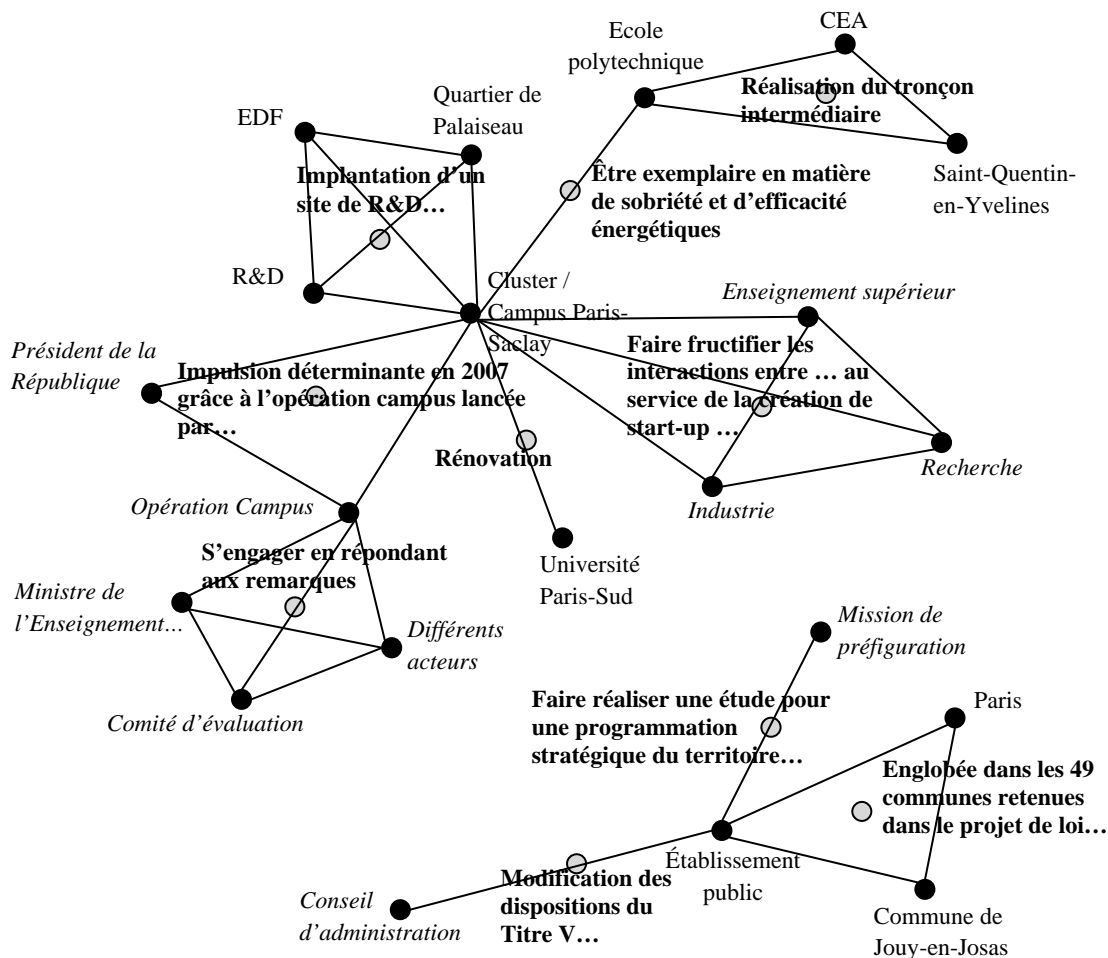 CEA
Ecole
polytechnique
Réalisation du tronçon
intermédiaire
Saint-Quentin-
en-Yvelines
Quartier de
Palaiseau
EDF
Implantation d’un
site de R&D…
Être exemplaire en matière
de sobriété et d’efficacité
énergétiques
R&D
Cluster /
Campus Paris-
Saclay
Enseignement supérieur
Président de la
République
Impulsion déterminante en 2007
grâce à l’opération campus lancée
par…
Faire fructifier les
interactions entre … au
service de la création de
start-up …
Rénovation
Recherche
Industrie
Opération Campus
S’engager en répondant
aux remarques
Université
Paris-Sud
Ministre de
l’Enseignement…
Différents
acteurs
Comité d’évaluation
Mission de
préfiguration
Faire réaliser une étude pour
une programmation
stratégique du territoire…
Paris
Englobée dans les 49
communes retenues
dans le projet de loi…
Établissement
public
Modification des
dispositions du
Titre V…
Conseil
d’administration
Commune de
Jouy-en-Josas